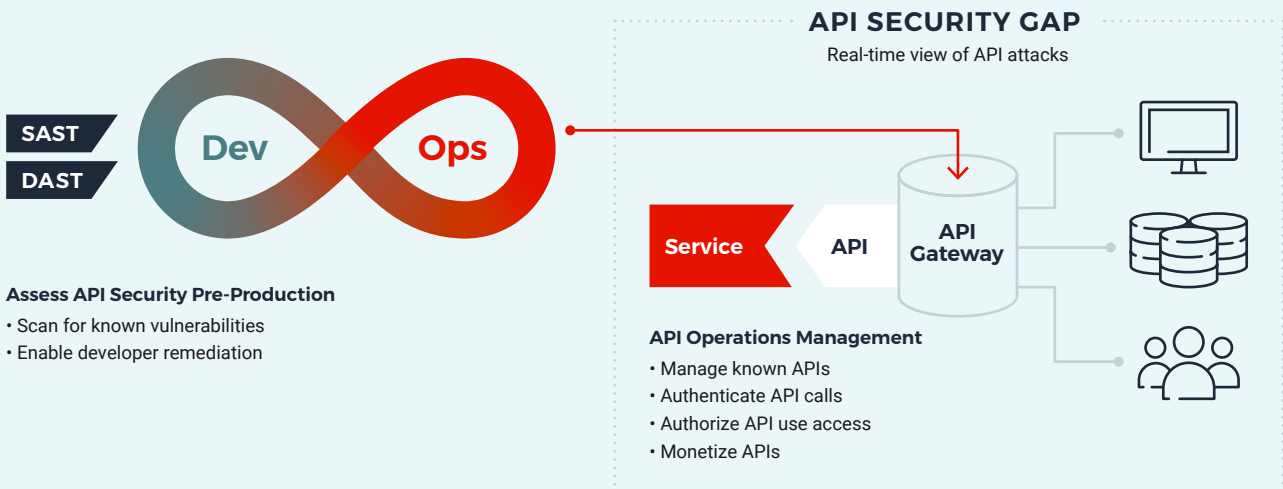 API SECURITY GAP
Real-time view of API attacks
SAST
DAST
Dev
Ops
Assess API Security Pre-Production
• Scan for known vulnerabilities
• Enable developer remediation
Service
API
API
Gateway
API Operations Management
• Manage known APIs
• Authenticate API calls
• Authorize API use access
• Monetize APIs